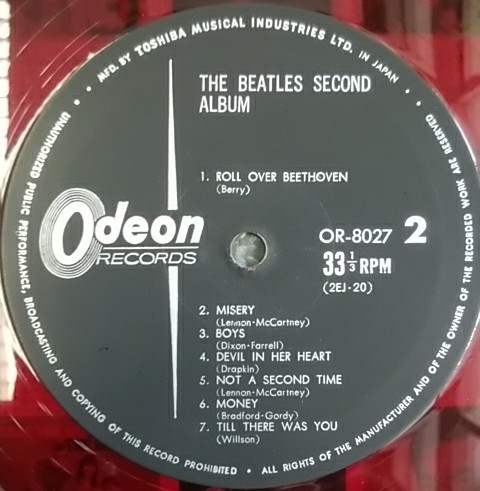 • MFD. BY TOSHIBA MUSICAL INDUSTRIES LTD. IN JAPAN •
THE BEATLES SECOND
ALBUM
1. ROLL OVER BEETHOVEN
(Berry)
Odeon
RECORDS
OR-8027 2
33 1/3 RPM
(2EJ-20)
2. MISERY
(Lennon-McCartney)
3. BOYS
(Dixon-Farrell)
4. DEVIL IN HER HEART
(Drapkin)
5. NOT A SECOND TIME
(Lennon-McCartney)
6. MONEY
(Bradford-Gordy)
7. TILL THERE WAS YOU
(Willson)
• UNAUTHORIZED PUBLIC PERFORMANCE, BROADCASTING AND COPYING OF THIS RECORD PROHIBITED • ALL RIGHTS OF THE MANUFACTURER AND OF THE OWNER OF THE RECORDED WORK ARE RESERVED •